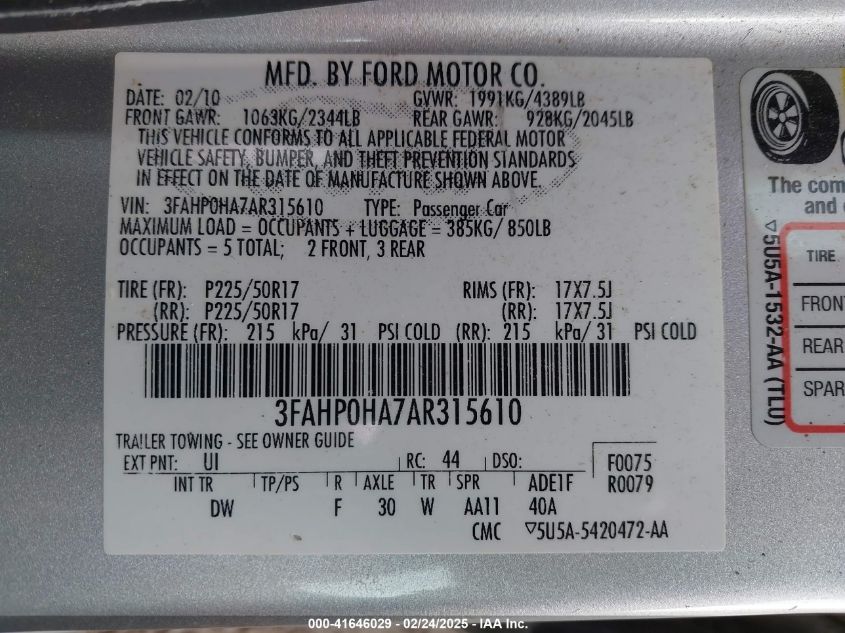 MFD. BY FORD MOTOR CO.
DATE: 02/10 GVWR: 1991KG/4389LB
FRONT GAWR: 1063KG/2344LB REAR GAWR: 928KG/2045LB
THIS VEHICLE CONFORMS TO ALL APPLICABLE FEDERAL MOTOR
VEHICLE SAFETY, BUMPER, AND THEFT PREVENTION STANDARDS
IN EFFECT ON THE DATE OF MANUFACTURE SHOWN ABOVE.
VIN: 3FAHP0HA7AR315610 TYPE: Passenger Car
MAXIMUM LOAD = OCCUPANTS + LUGGAGE = 385KG/ 850LB
OCCUPANTS = 5 TOTAL; 2 FRONT, 3 REAR
TIRE (FR): P225/50R17 RIMS (FR): 17X7.5J
(RR): P225/50R17 (RR): 17X7.5J
PRESSURE (FR): 215 kPa/ 31 PSI COLD (RR): 215 kPa/ 31 PSI COLD
3FAHP0HA7AR315610
TRAILER TOWING - SEE OWNER GUIDE
EXT PNT: UI RC: 44 DSO: F0075
INT TR TP/PS R AXLE TR SPR ADE1F R0079
DW F 30 W AA11 40A
CMC ▽5U5A-5420472-AA
The com
and
▽5U5A-1532-AA (TLU)
TIRE
FRON
REAR
SPAR
000-41646029 - 02/24/2025 - IAA Inc.